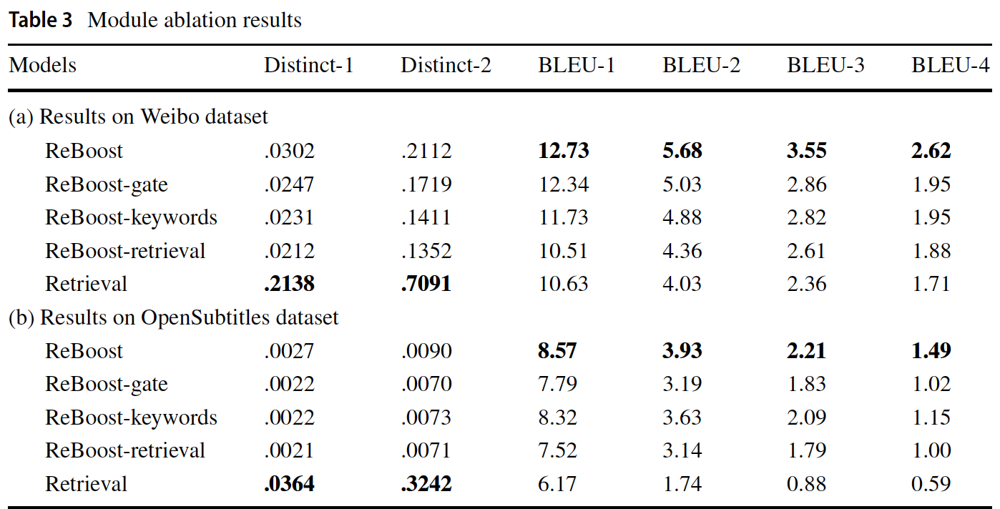 Table 3 Module ablation results
Models Distinct-1 Distinct-2 BLEU-1 BLEU-2 BLEU-3 BLEU-4
(a) Results on Weibo dataset
ReBoost .0302 .2112 12.73 5.68 3.55 2.62
ReBoost-gate .0247 .1719 12.34 5.03 2.86 1.95
ReBoost-keywords .0231 .1411 11.73 4.88 2.82 1.95
ReBoost-retrieval .0212 .1352 10.51 4.36 2.61 1.88
Retrieval .2138 .7091 10.63 4.03 2.36 1.71
(b) Results on OpenSubtitles dataset
ReBoost .0027 .0090 8.57 3.93 2.21 1.49
ReBoost-gate .0022 .0070 7.79 3.19 1.83 1.02
ReBoost-keywords .0022 .0073 8.32 3.63 2.09 1.15
ReBoost-retrieval .0021 .0071 7.52 3.14 1.79 1.00
Retrieval .0364 .3242 6.17 1.74 0.88 0.59